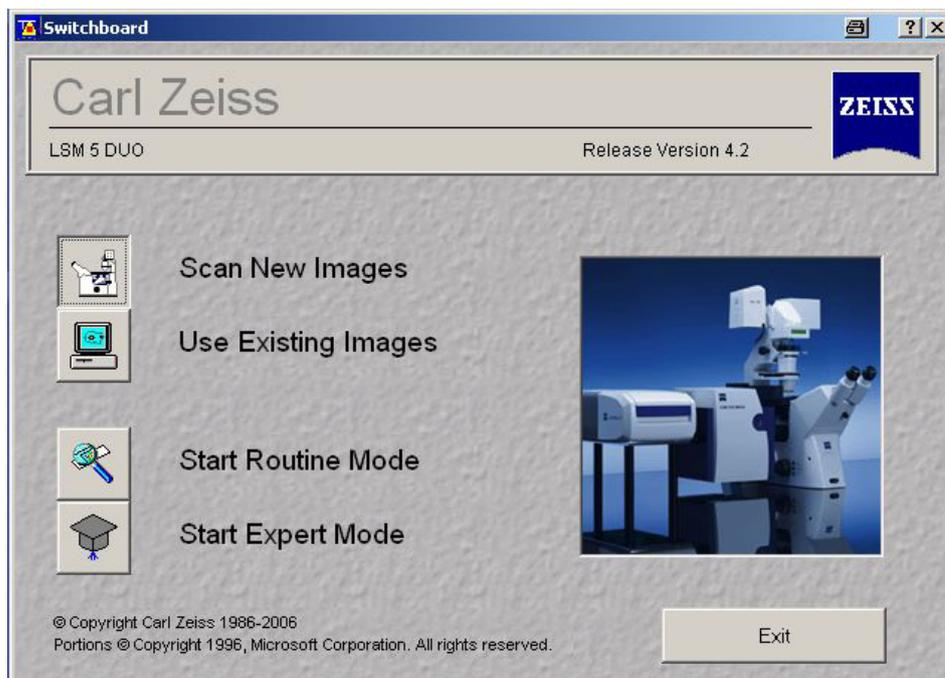 Switchboard
Carl Zeiss
ZEISS
LSM 5 DUO
Release Version 4.2
Scan New Images
Use Existing Images
Start Routine Mode
Start Expert Mode
© Copyright Carl Zeiss 1986-2006
Portions © Copyright 1996, Microsoft Corporation. All rights reserved.
Exit